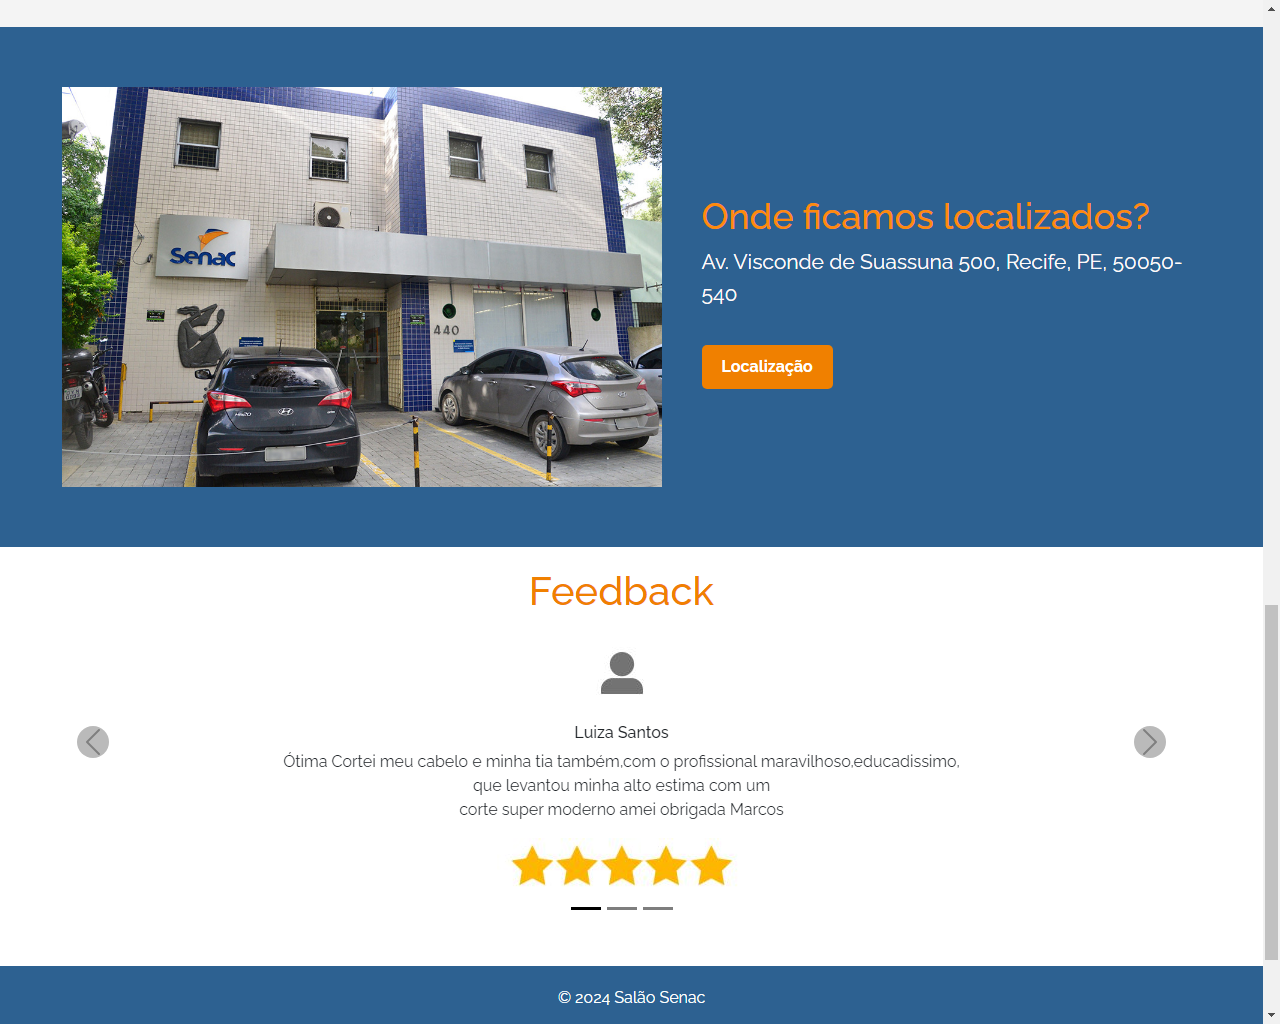 senac
440
HB20
Onde ficamos localizados?
Av. Visconde de Suassuna 500, Recife, PE, 50050-
540
Localização
Feedback
Luiza Santos
Ótima Cortei meu cabelo e minha tia também,com o profissional maravilhoso,educadissimo,
que levantou minha alto estima com um
corte super moderno amei obrigada Marcos
© 2024 Salão Senac